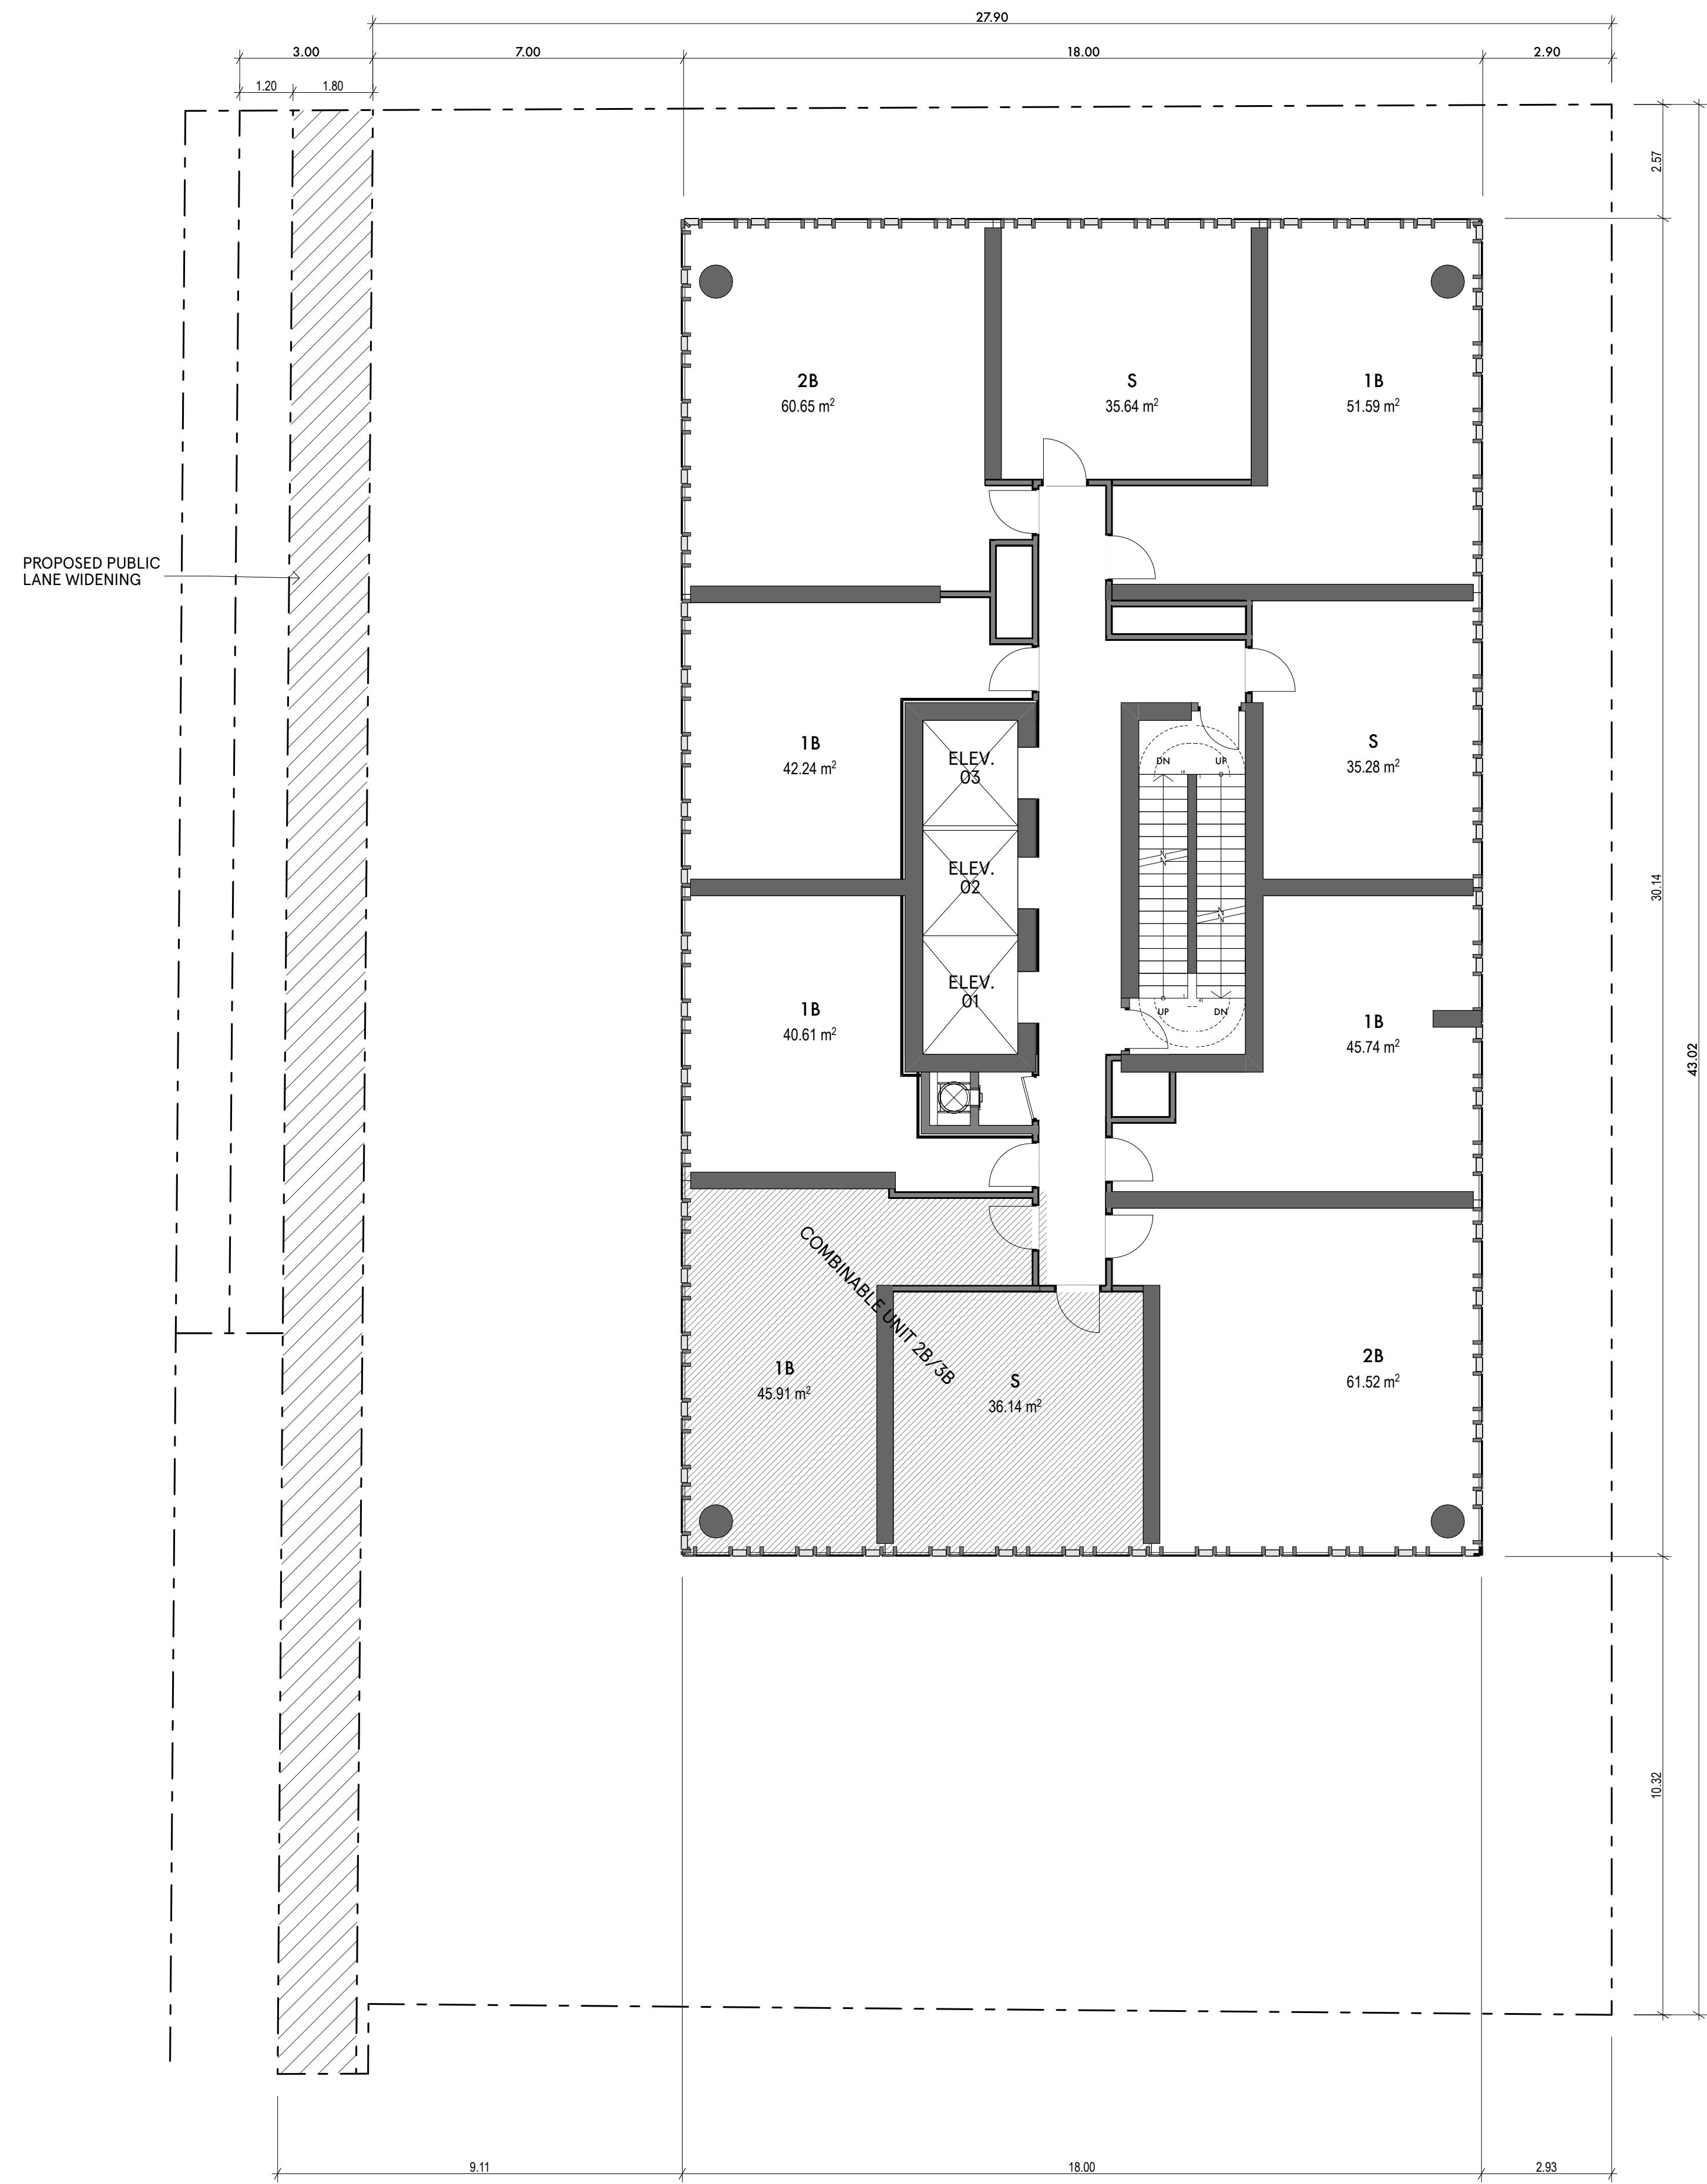 27.90
3.00
7.00
18.00
2.90
1.20
1.80
2.57
2B
60.65 m²
S
35.64 m²
1B
51.59 m²
PROPOSED PUBLIC
LANE WIDENING
1B
42.24 m²
ELEV.
03
DN
UP
S
35.28 m²
ELEV.
02
30.14
1B
40.61 m²
ELEV.
01
UP
DN
1B
45.74 m²
43.02
COMBINABLE UNIT 2B/3B
1B
45.91 m²
S
36.14 m²
2B
61.52 m²
10.32
9.11
18.00
2.93